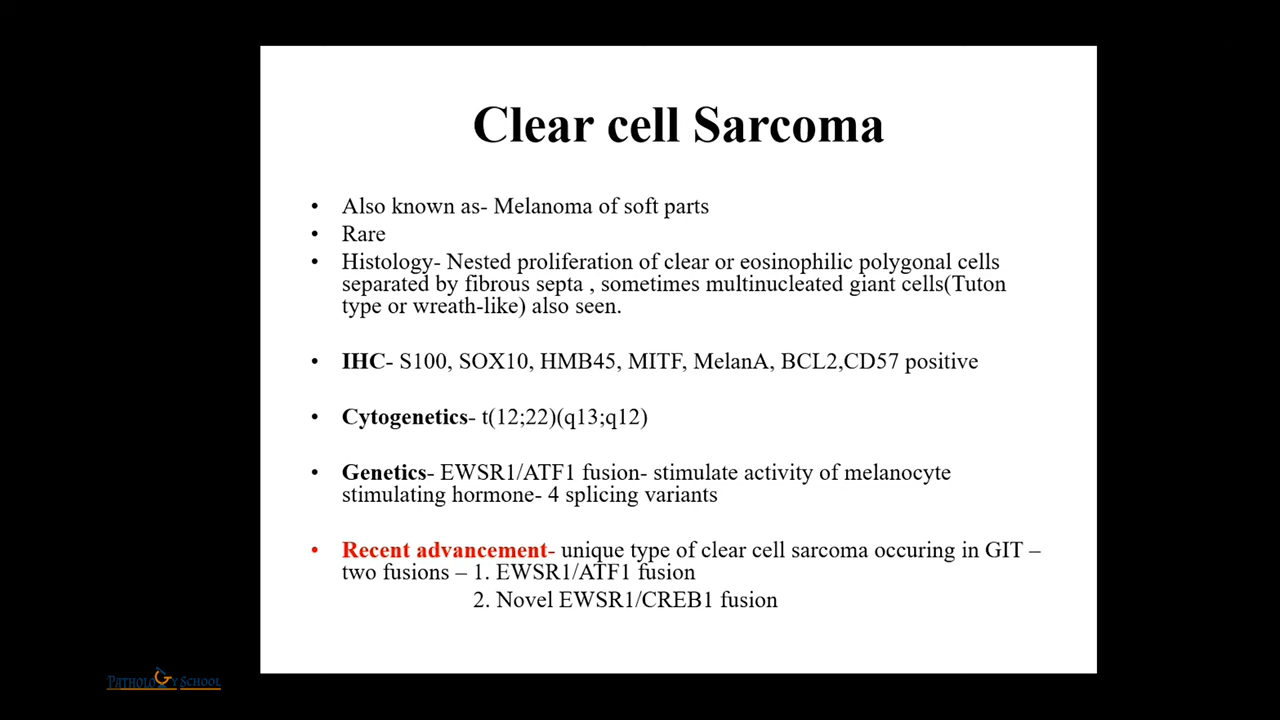 Clear cell Sarcoma
• Also known as- Melanoma of soft parts
• Rare
• Histology- Nested proliferation of clear or eosinophilic polygonal cells
separated by fibrous septa , sometimes multinucleated giant cells(Tuton
type or wreath-like) also seen.
• IHC- S100, SOX10, HMB45, MITF, MelanA, BCL2,CD57 positive
• Cytogenetics- t(12;22)(q13;q12)
• Genetics- EWSR1/ATF1 fusion- stimulate activity of melanocyte
stimulating hormone- 4 splicing variants
• Recent advancement- unique type of clear cell sarcoma occuring in GIT –
two fusions – 1. EWSR1/ATF1 fusion
2. Novel EWSR1/CREB1 fusion
PATHOLOGY SCHOOL